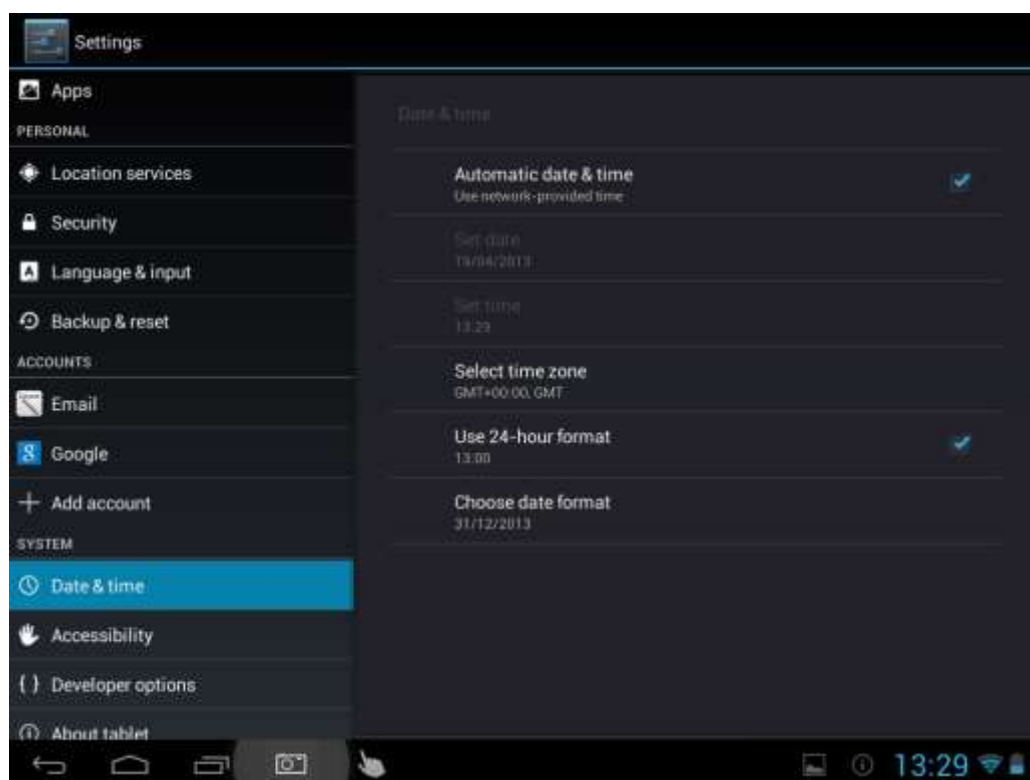 Settings
Apps
PERSONAL
Location services
Security
Language & input
Backup & reset
ACCOUNTS
Email
Google
Add account
SYSTEM
Date & time
Accessibility
{ } Developer options
About tablet
Date & time
Automatic date & time
Use network-provided time
Set date
19/04/2013
Set time
13:29
Select time zone
GMT+00:00, GMT
Use 24-hour format
13:00
Choose date format
31/12/2013
13:29